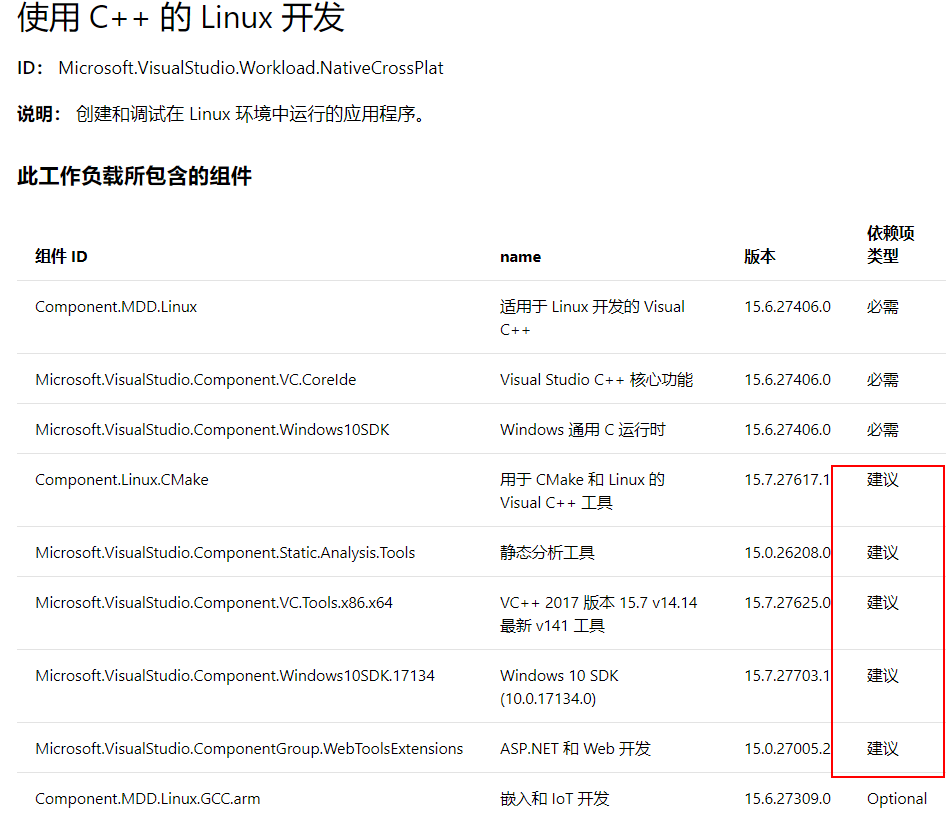 使用 C++ 的 Linux 开发
ID： Microsoft.VisualStudio.Workload.NativeCrossPlat
说明： 创建和调试在 Linux 环境中运行的应用程序。
此工作负载所包含的组件
组件 ID name 版本 依赖项
类型
Component.MDD.Linux 适用于 Linux 开发的 Visual 15.6.27406.0 必需
C++
Microsoft.VisualStudio.Component.VC.CoreIde Visual Studio C++ 核心功能 15.6.27406.0 必需
Microsoft.VisualStudio.Component.Windows10SDK Windows 通用 C 运行时 15.6.27406.0 必需
Component.Linux.CMake 用于 CMake 和 Linux 的 15.7.27617.1 建议
Visual C++ 工具
Microsoft.VisualStudio.Component.Static.Analysis.Tools 静态分析工具 15.0.26208.0 建议
Microsoft.VisualStudio.Component.VC.Tools.x86.x64 VC++ 2017 版本 15.7 v14.14 15.7.27625.0 建议
最新 v141 工具
Microsoft.VisualStudio.Component.Windows10SDK.17134 Windows 10 SDK 15.7.27703.1 建议
(10.0.17134.0)
Microsoft.VisualStudio.ComponentGroup.WebToolsExtensions ASP.NET 和 Web 开发 15.0.27005.2 建议
Component.MDD.Linux.GCC.arm 嵌入和 IoT 开发 15.6.27309.0 Optional